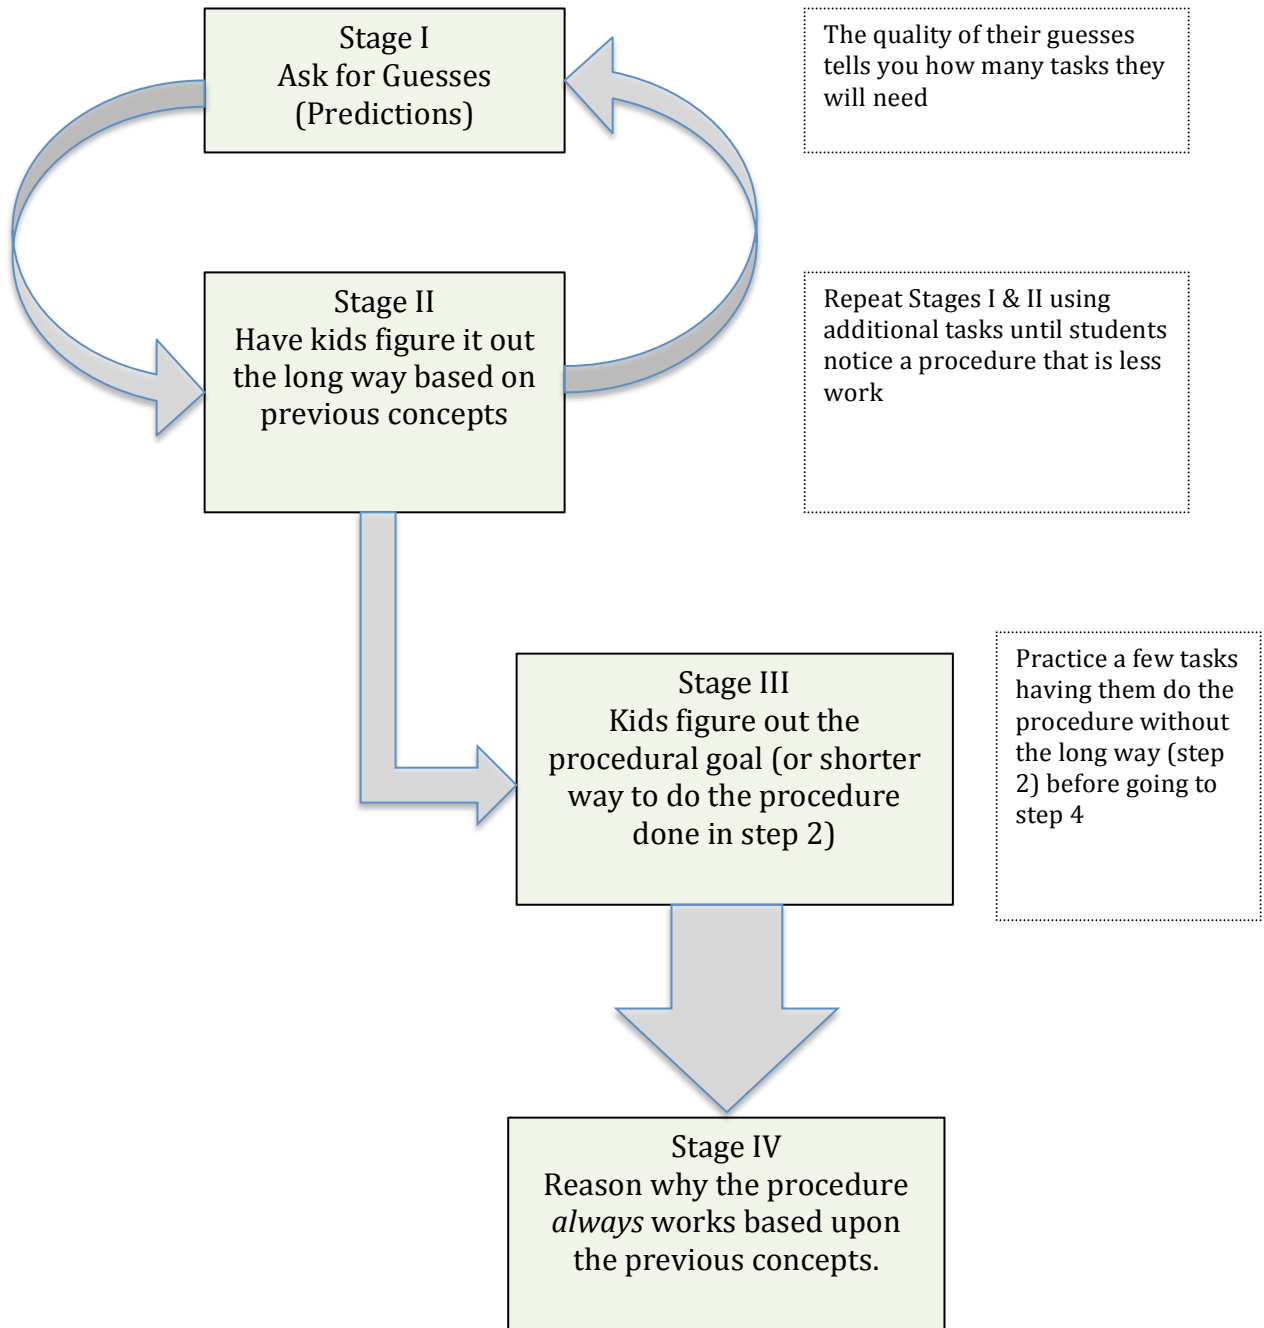 Stage I
Ask for Guesses
(Predictions)
The quality of their guesses
tells you how many tasks they
will need
Stage II
Have kids figure it out
the long way based on
previous concepts
Repeat Stages I & II using
additional tasks until students
notice a procedure that is less
work
Stage III
Kids figure out the
procedural goal (or shorter
way to do the procedure
done in step 2)
Practice a few tasks
having them do the
procedure without
the long way (step
2) before going to
step 4
Stage IV
Reason why the procedure
always works based upon
the previous concepts.